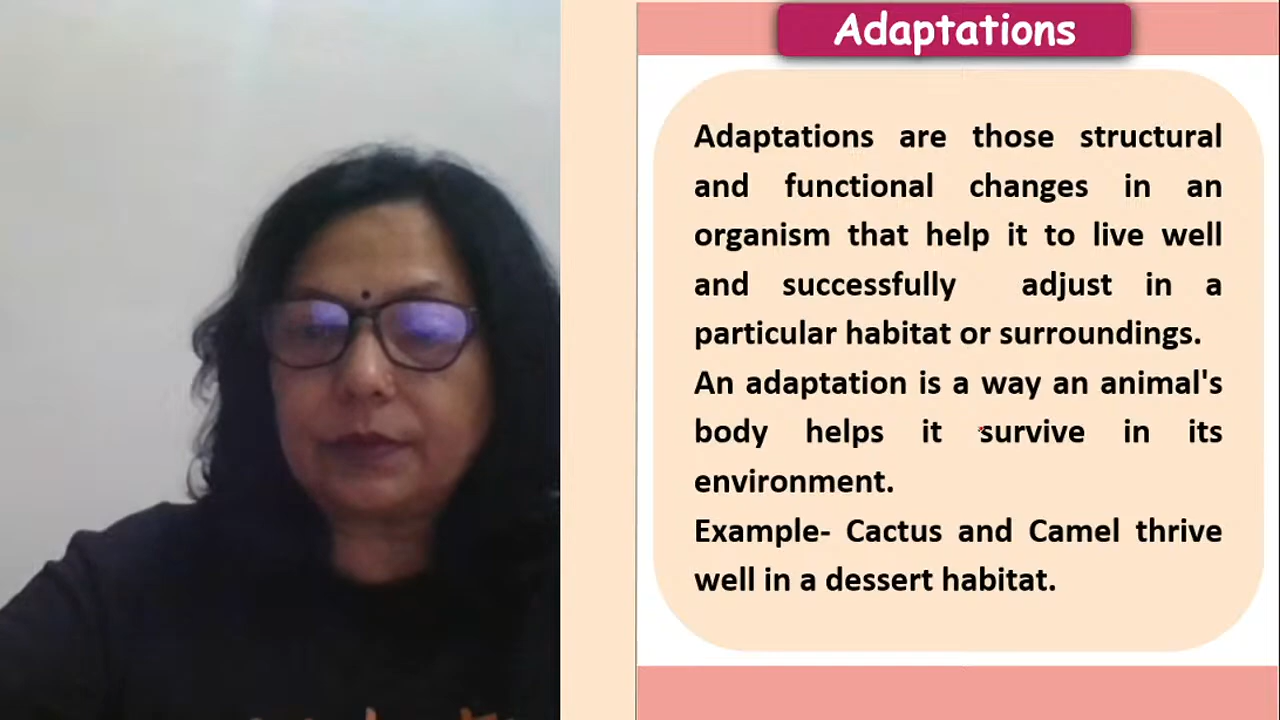 Adaptations
Adaptations are those structural
and functional changes in an
organism that help it to live well
and successfully adjust in a
particular habitat or surroundings.
An adaptation is a way an animal's
body helps it survive in its
environment.
Example- Cactus and Camel thrive
well in a dessert habitat.